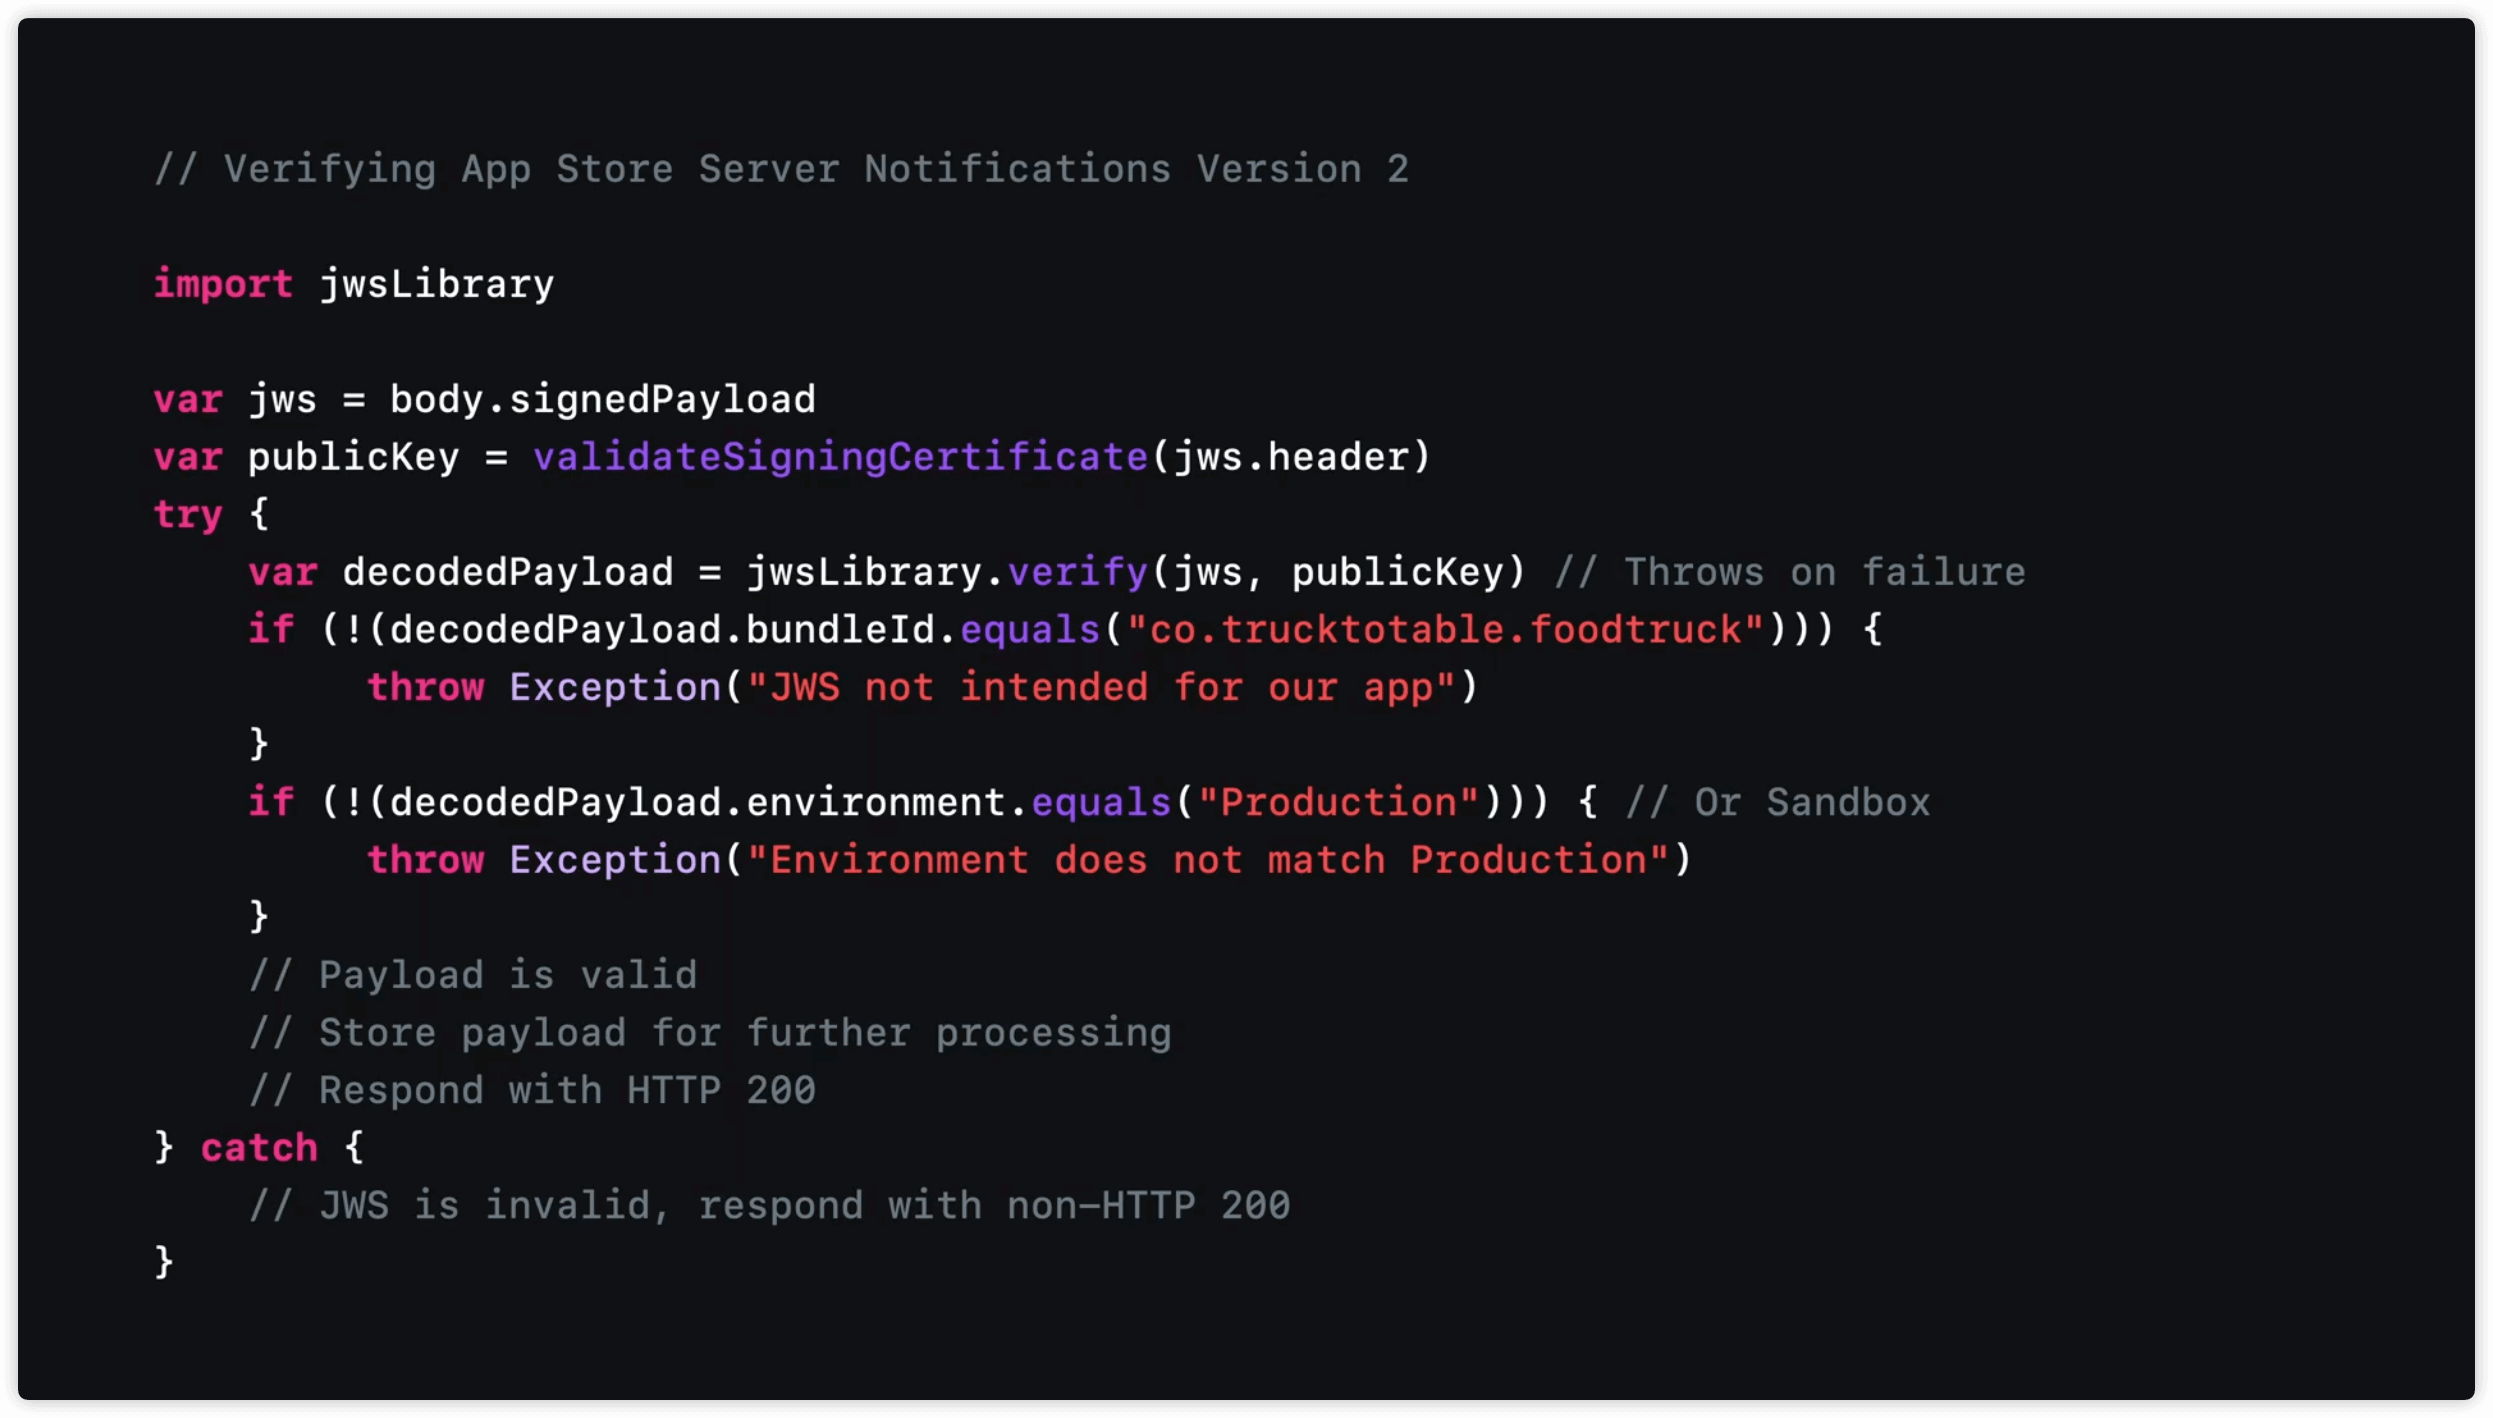 // Verifying App Store Server Notifications Version 2
import jwsLibrary
var jws = body.signedPayload
var publicKey = validateSigningCertificate(jws.header)
try {
    var decodedPayload = jwsLibrary.verify(jws, publicKey) // Throws on failure
    if (!(decodedPayload.bundleId.equals("co.trucktotable.foodtruck"))) {
         throw Exception("JWS not intended for our app")
    }
    if (!(decodedPayload.environment.equals("Production"))) { // Or Sandbox
         throw Exception("Environment does not match Production")
    }
    // Payload is valid
    // Store payload for further processing
    // Respond with HTTP 200
} catch {
    // JWS is invalid, respond with non–HTTP 200
}